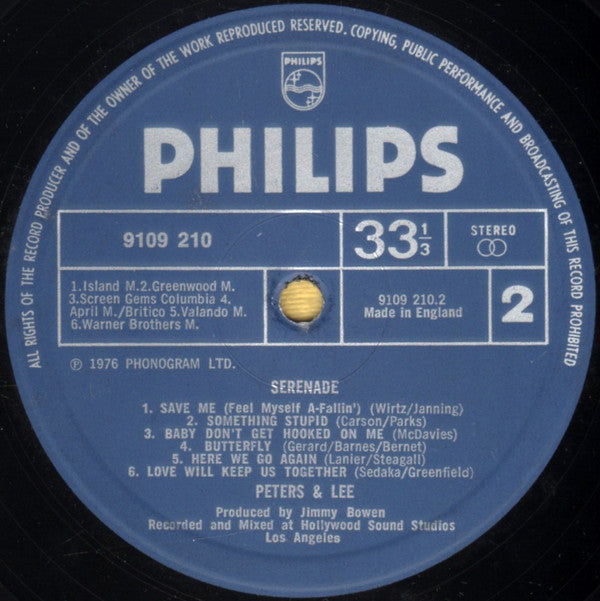 ALL RIGHTS OF THE RECORD PRODUCER AND OF THE OWNER OF THE WORK REPRODUCED RESERVED. COPYING, PUBLIC PERFORMANCE AND BROADCASTING OF THIS RECORD PROHIBITED
PHILIPS
PHILIPS
9109 210
33 1/3
STEREO
1.Island M.2.Greenwood M.
3.Screen Gems Columbia 4.
April M./Britico 5.Valando M.
6.Warner Brothers M.
9109 210.2
Made in England
2
℗ 1976 PHONOGRAM LTD.
SERENADE
1. SAVE ME (Feel Myself A-Fallin') (Wirtz/Janning)
2. SOMETHING STUPID (Carson/Parks)
3. BABY DON'T GET HOOKED ON ME (McDavies)
4. BUTTERFLY (Gerard/Barnes/Bernet)
5. HERE WE GO AGAIN (Lanier/Steagall)
6. LOVE WILL KEEP US TOGETHER (Sedaka/Greenfield)
PETERS & LEE
Produced by Jimmy Bowen
Recorded and Mixed at Hollywood Sound Studios
Los Angeles